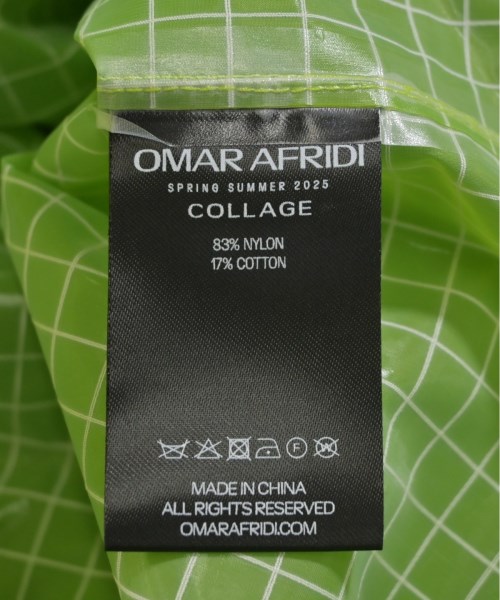 OMAR AFRIDI
SPRING SUMMER 2025
COLLAGE
83% NYLON
17% COTTON
F W
MADE IN CHINA
ALL RIGHTS RESERVED
OMARAFRIDI.COM